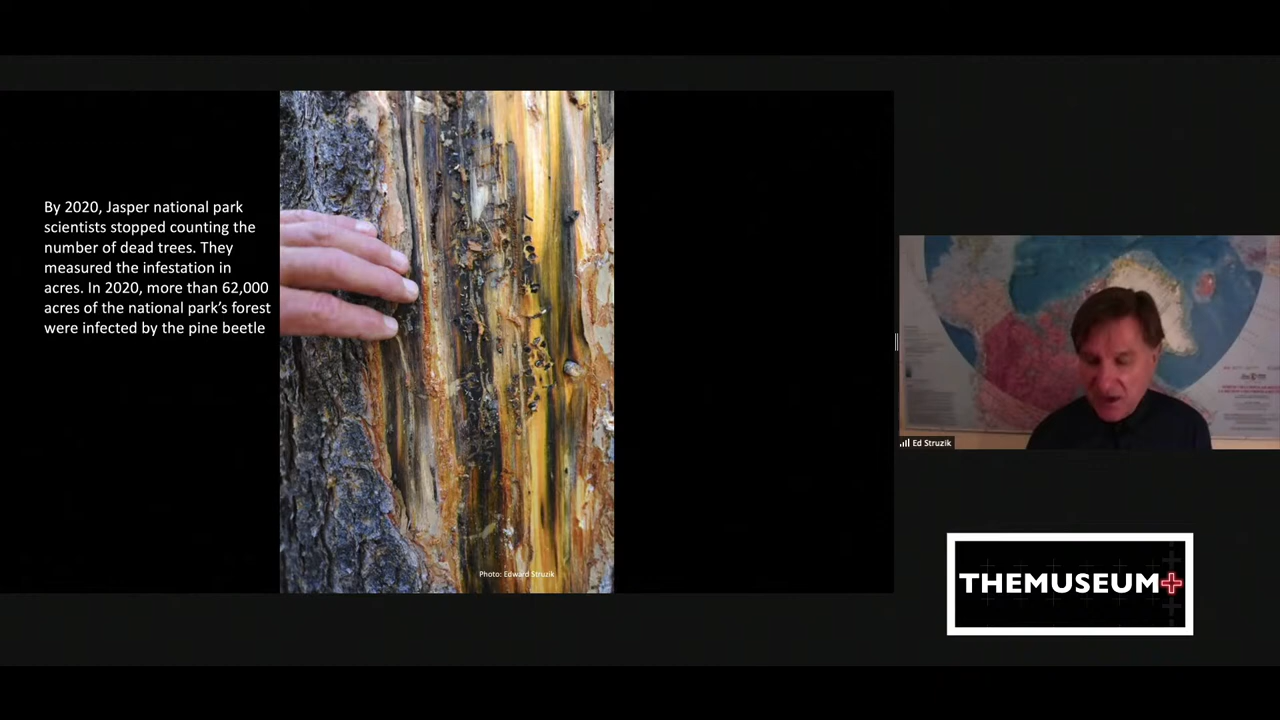 By 2020, Jasper national park
scientists stopped counting the
number of dead trees. They
measured the infestation in
acres. In 2020, more than 62,000
acres of the national park’s forest
were infected by the pine beetle
Photo: Edward Struzik
Ed Struzik
THEMUSEUM+